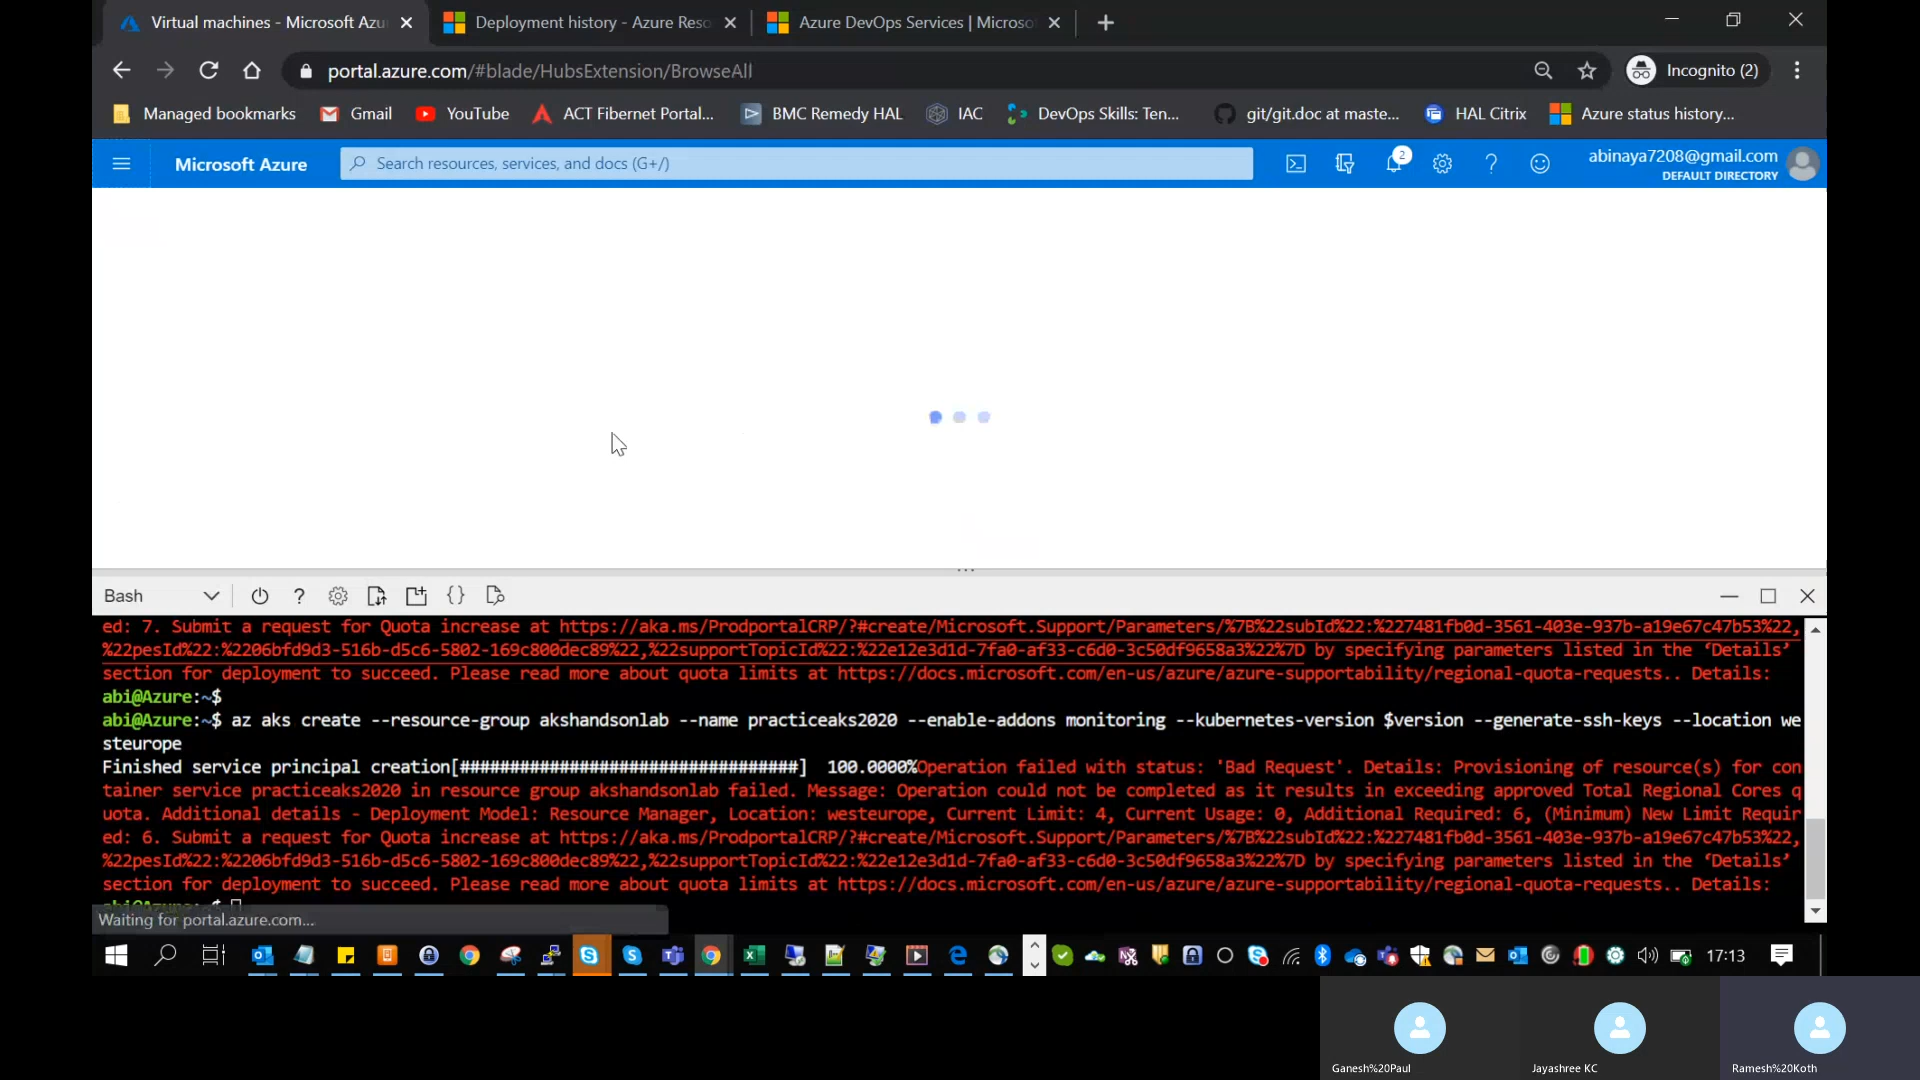 Virtual machines - Microsoft Azu
Deployment history - Azure Reso
Azure DevOps Services | Microso
portal.azure.com/#blade/HubsExtension/BrowseAll
Incognito (2)
Managed bookmarks
Gmail
YouTube
ACT Fibernet Portal...
BMC Remedy HAL
IAC
DevOps Skills: Ten...
git/git.doc at maste...
HAL Citrix
Azure status history...
Microsoft Azure
Search resources, services, and docs (G+/)
2
abinaya7208@gmail.com
DEFAULT DIRECTORY
Bash
ed: 7. Submit a request for Quota increase at https://aka.ms/ProdportalCRP/?#create/Microsoft.Support/Parameters/%7B%22subId%22:%227481fb0d-3561-403e-937b-a19e67c47b53%22,
%22pesId%22:%2206bfd9d3-516b-d5c6-5802-169c800dec89%22,%22supportTopicId%22:%22e12e3d1d-7fa0-af33-c6d0-3c50df9658a3%22%7D by specifying parameters listed in the ‘Details’
section for deployment to succeed. Please read more about quota limits at https://docs.microsoft.com/en-us/azure/azure-supportability/regional-quota-requests.. Details:
abi@Azure:~$
abi@Azure:~$ az aks create --resource-group akshandsonlab --name practiceaks2020 --enable-addons monitoring --kubernetes-version $version --generate-ssh-keys --location we
steurope
Finished service principal creation[##################################]  100.0000%Operation failed with status: 'Bad Request'. Details: Provisioning of resource(s) for con
tainer service practiceaks2020 in resource group akshandsonlab failed. Message: Operation could not be completed as it results in exceeding approved Total Regional Cores q
uota. Additional details - Deployment Model: Resource Manager, Location: westeurope, Current Limit: 4, Current Usage: 0, Additional Required: 6, (Minimum) New Limit Requir
ed: 6. Submit a request for Quota increase at https://aka.ms/ProdportalCRP/?#create/Microsoft.Support/Parameters/%7B%22subId%22:%227481fb0d-3561-403e-937b-a19e67c47b53%22,
%22pesId%22:%2206bfd9d3-516b-d5c6-5802-169c800dec89%22,%22supportTopicId%22:%22e12e3d1d-7fa0-af33-c6d0-3c50df9658a3%22%7D by specifying parameters listed in the ‘Details’
section for deployment to succeed. Please read more about quota limits at https://docs.microsoft.com/en-us/azure/azure-supportability/regional-quota-requests.. Details:
abi@Azure:~$
Waiting for portal.azure.com...
17:13
Ganesh%20Paul
Jayashree KC
Ramesh%20Koth